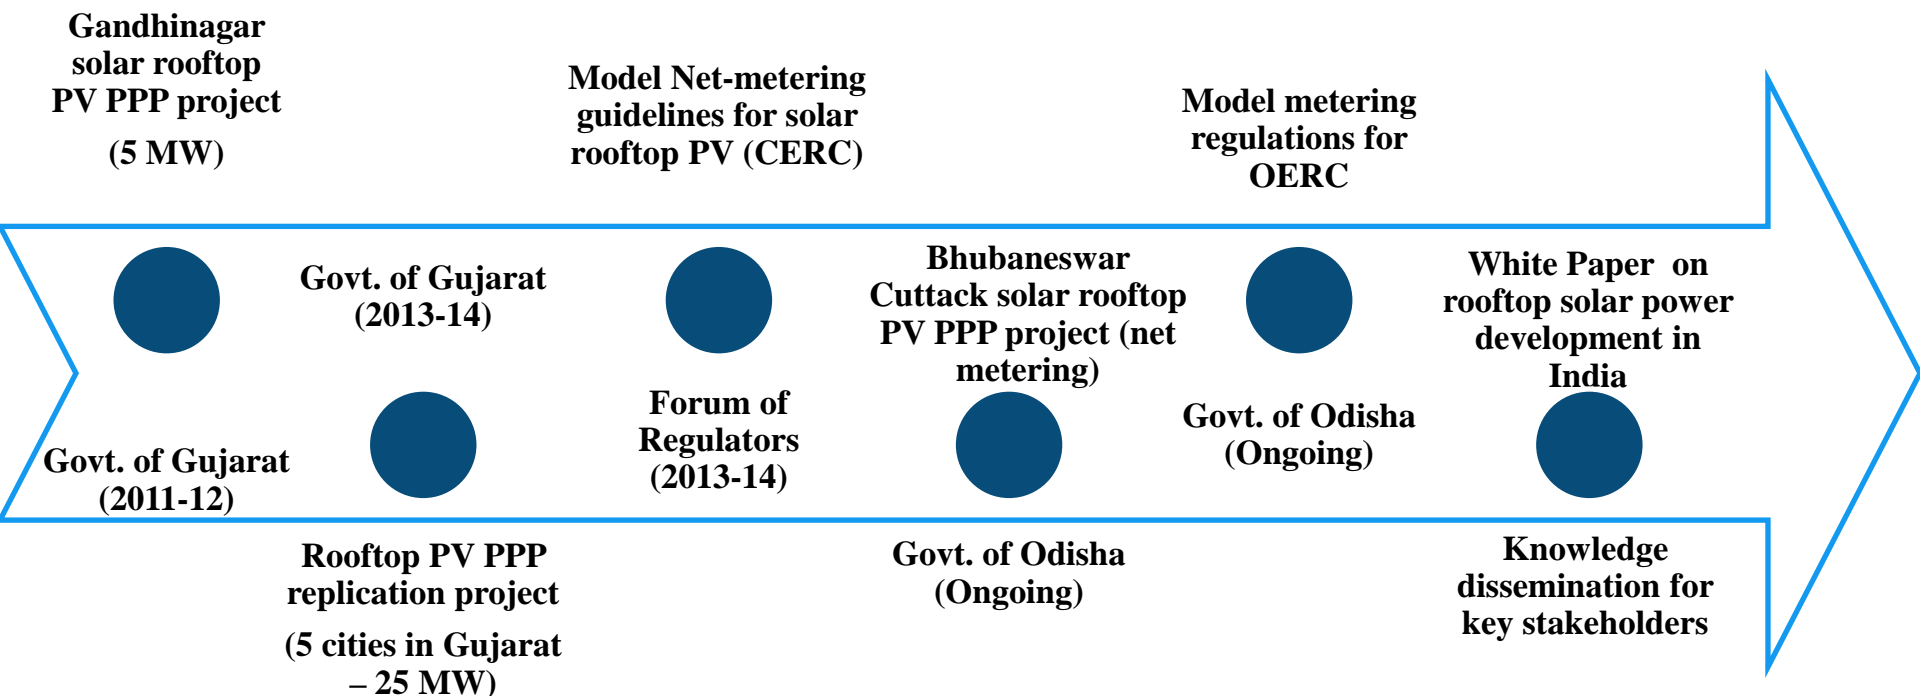 Gandhinagar
solar rooftop
PV PPP project
(5 MW)
Govt. of Gujarat
(2011-12)
Govt. of Gujarat
(2013-14)
Rooftop PV PPP
replication project
(5 cities in Gujarat
– 25 MW)
Model Net-metering
guidelines for solar
rooftop PV (CERC)
Forum of
Regulators
(2013-14)
Bhubaneswar
Cuttack solar rooftop
PV PPP project (net
metering)
Govt. of Odisha
(Ongoing)
Model metering
regulations for
OERC
Govt. of Odisha
(Ongoing)
White Paper on
rooftop solar power
development in
India
Knowledge
dissemination for
key stakeholders